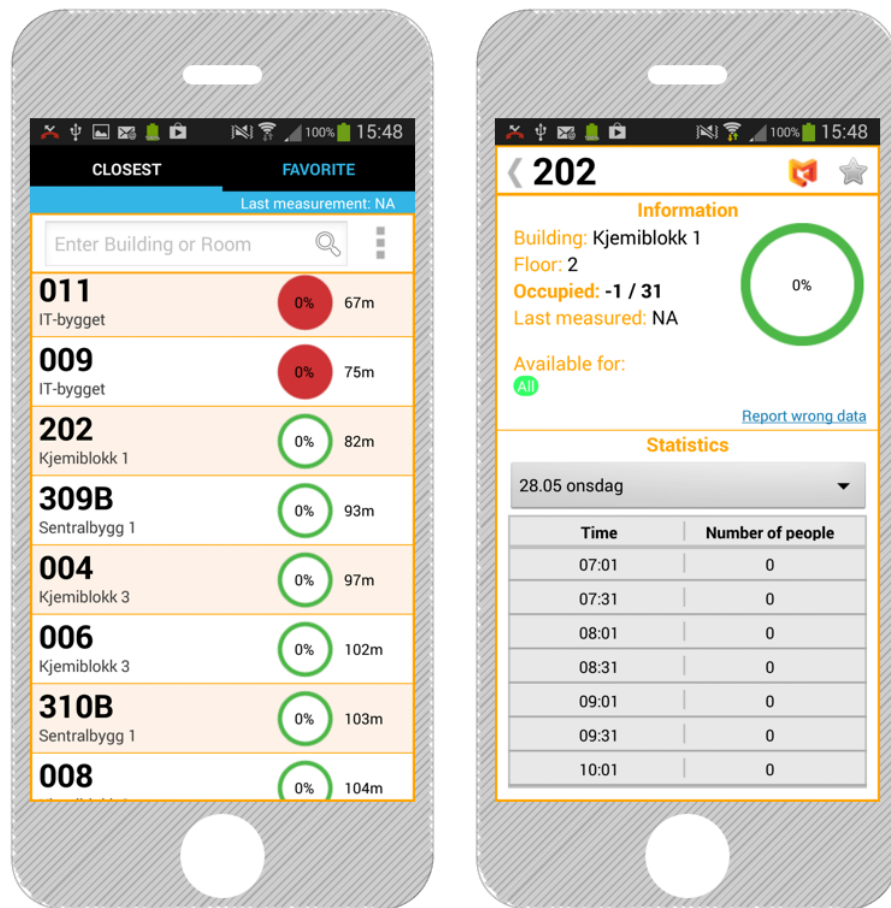 100% 15:48
CLOSEST FAVORITE
Last measurement: NA
Enter Building or Room
011 0% 67m
IT-bygget
009 0% 75m
IT-bygget
202 0% 82m
Kjemiblokk 1
309B 0% 93m
Sentralbygg 1
004 0% 97m
Kjemiblokk 3
006 0% 102m
Kjemiblokk 3
310B 0% 103m
Sentralbygg 1
008 0% 104m
100% 15:48
202
Information
Building: Kjemiblokk 1
Floor: 2
0%
Occupied: -1 / 31
Last measured: NA
Available for:
All
Report wrong data
Statistics
28.05 onsdag
Time Number of people
07:01 0
07:31 0
08:01 0
08:31 0
09:01 0
09:31 0
10:01 0